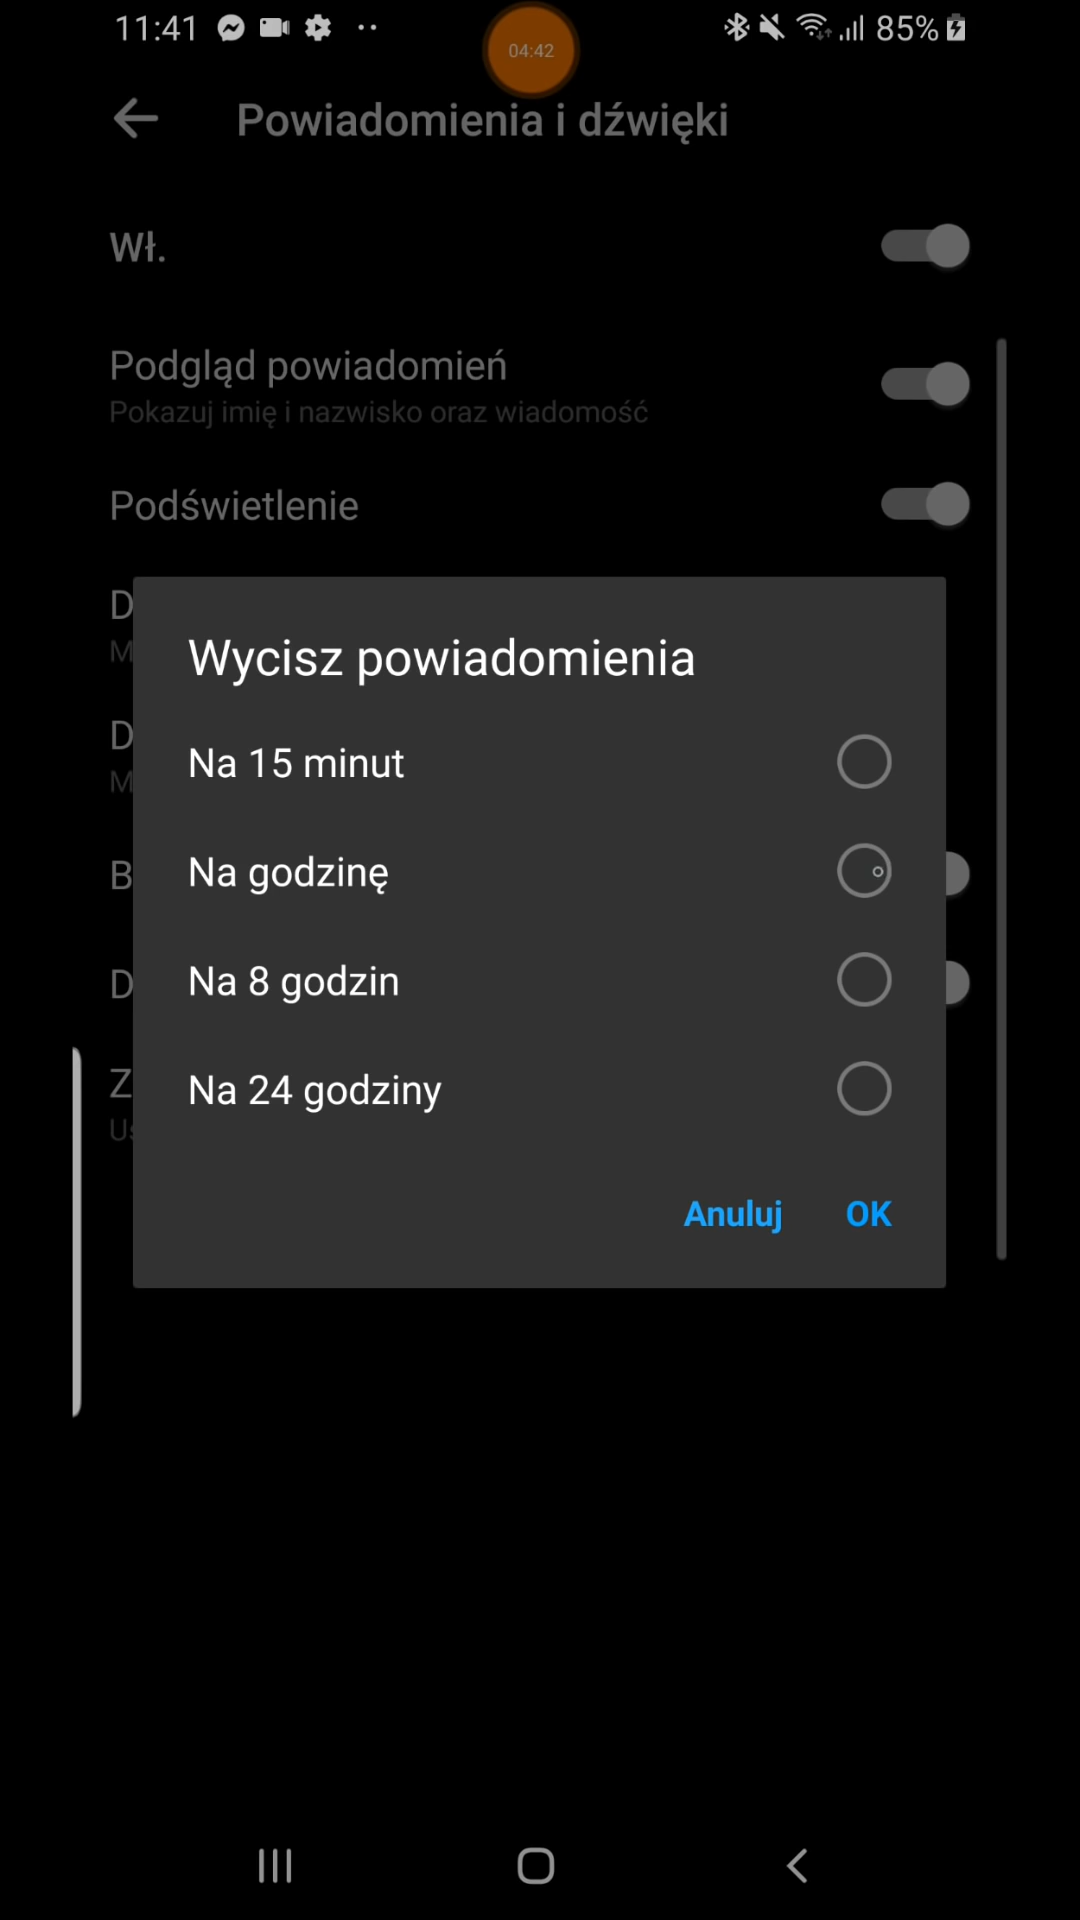 11:41
04:42
85%
Powiadomienia i dźwięki
Wł.
Podgląd powiadomień
Pokazuj imię i nazwisko oraz wiadomość
Podświetlenie
D
M
Wycisz powiadomienia
D
Na 15 minut
M
B
Na godzinę
D
Na 8 godzin
Z
Na 24 godziny
Anuluj OK